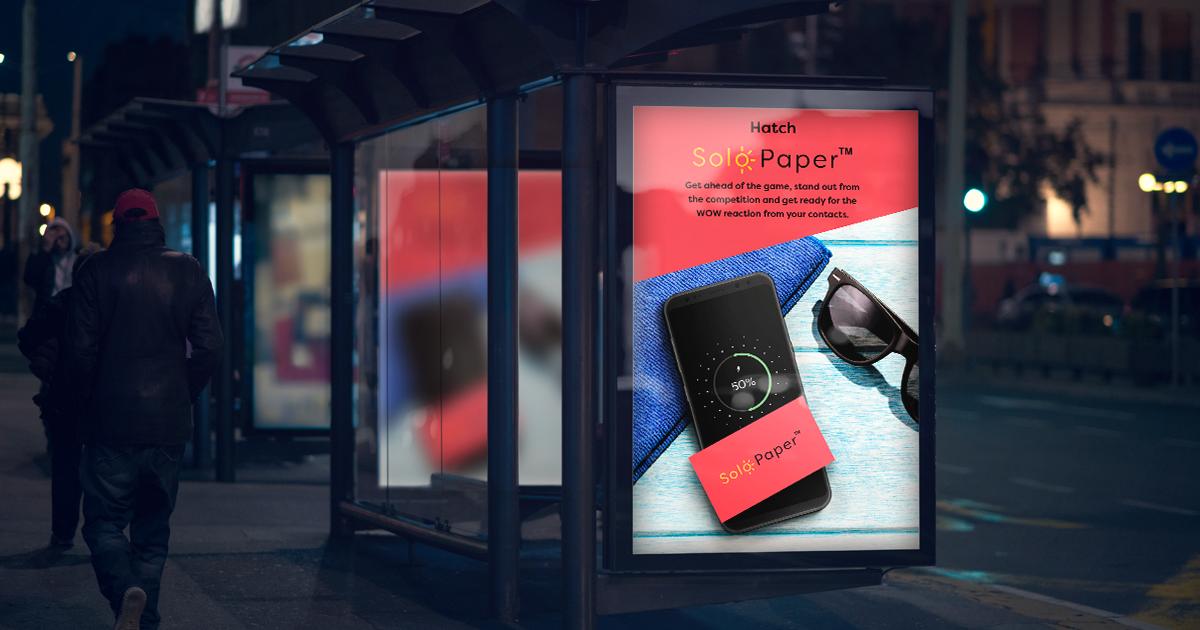 Hatch
Solo Paper™
Get ahead of the game, stand out from
the competition and get ready for the
WOW reaction from your contacts.
50%
Solo Paper™